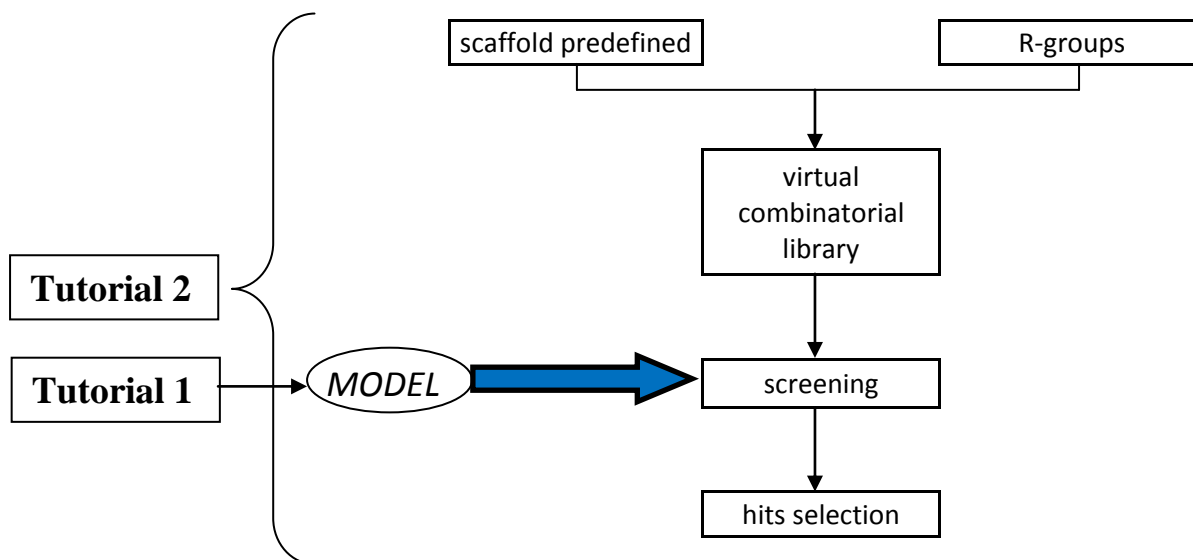 scaffold predefined
R-groups
virtual
combinatorial
library
Tutorial 2
Tutorial 1
MODEL
screening
hits selection